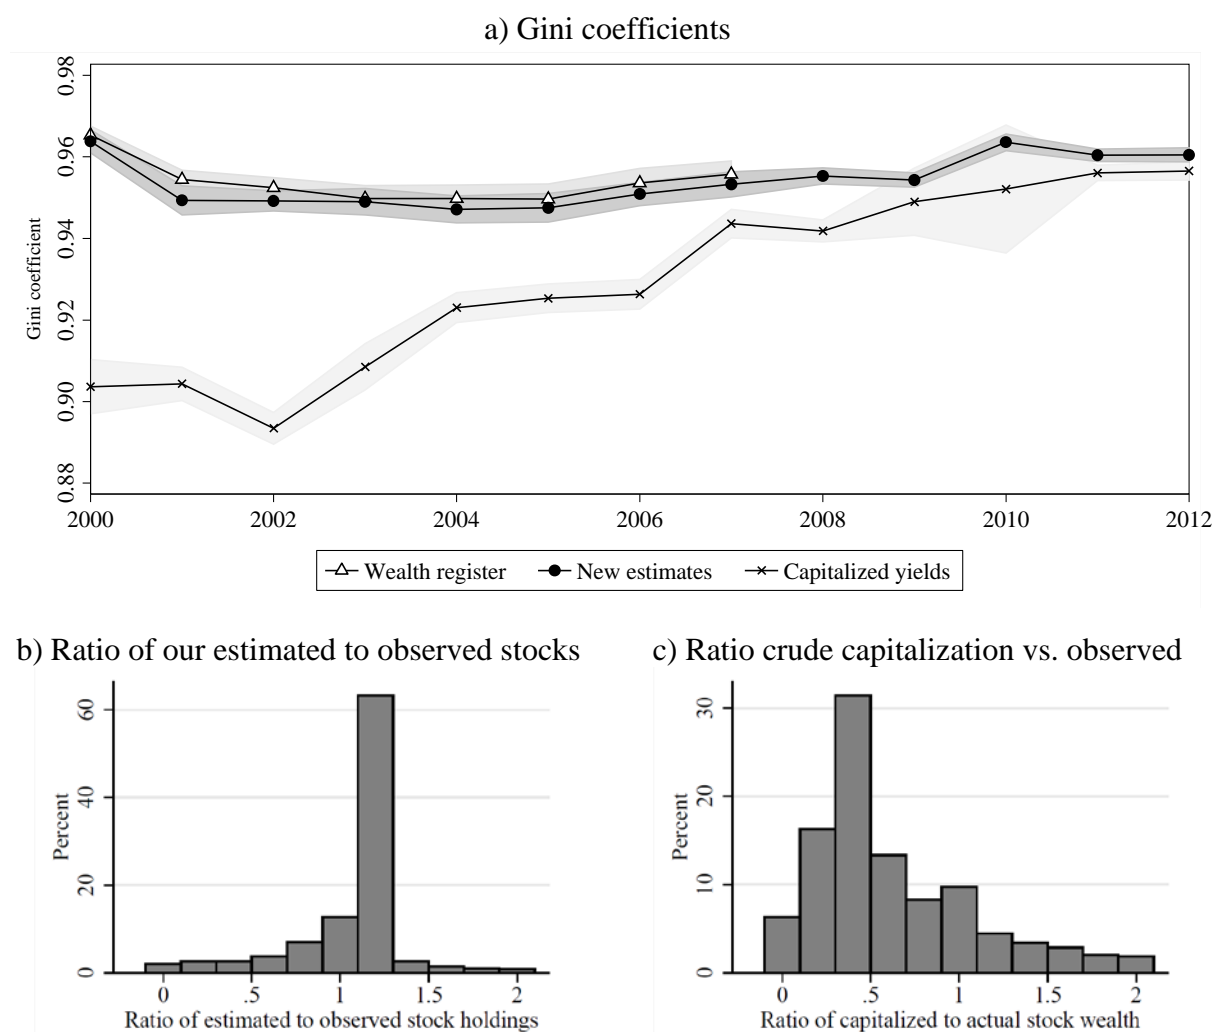 a) Gini coefficients
0.98
0.96
0.94
0.92
0.90
0.88
Gini coefficient
2000 2002 2004 2006 2008 2010 2012
Wealth register New estimates Capitalized yields
b) Ratio of our estimated to observed stocks
60
40
20
0
Percent
0 .5 1 1.5 2
Ratio of estimated to observed stock holdings
c) Ratio crude capitalization vs. observed
30
20
10
0
Percent
0 .5 1 1.5 2
Ratio of capitalized to actual stock wealth